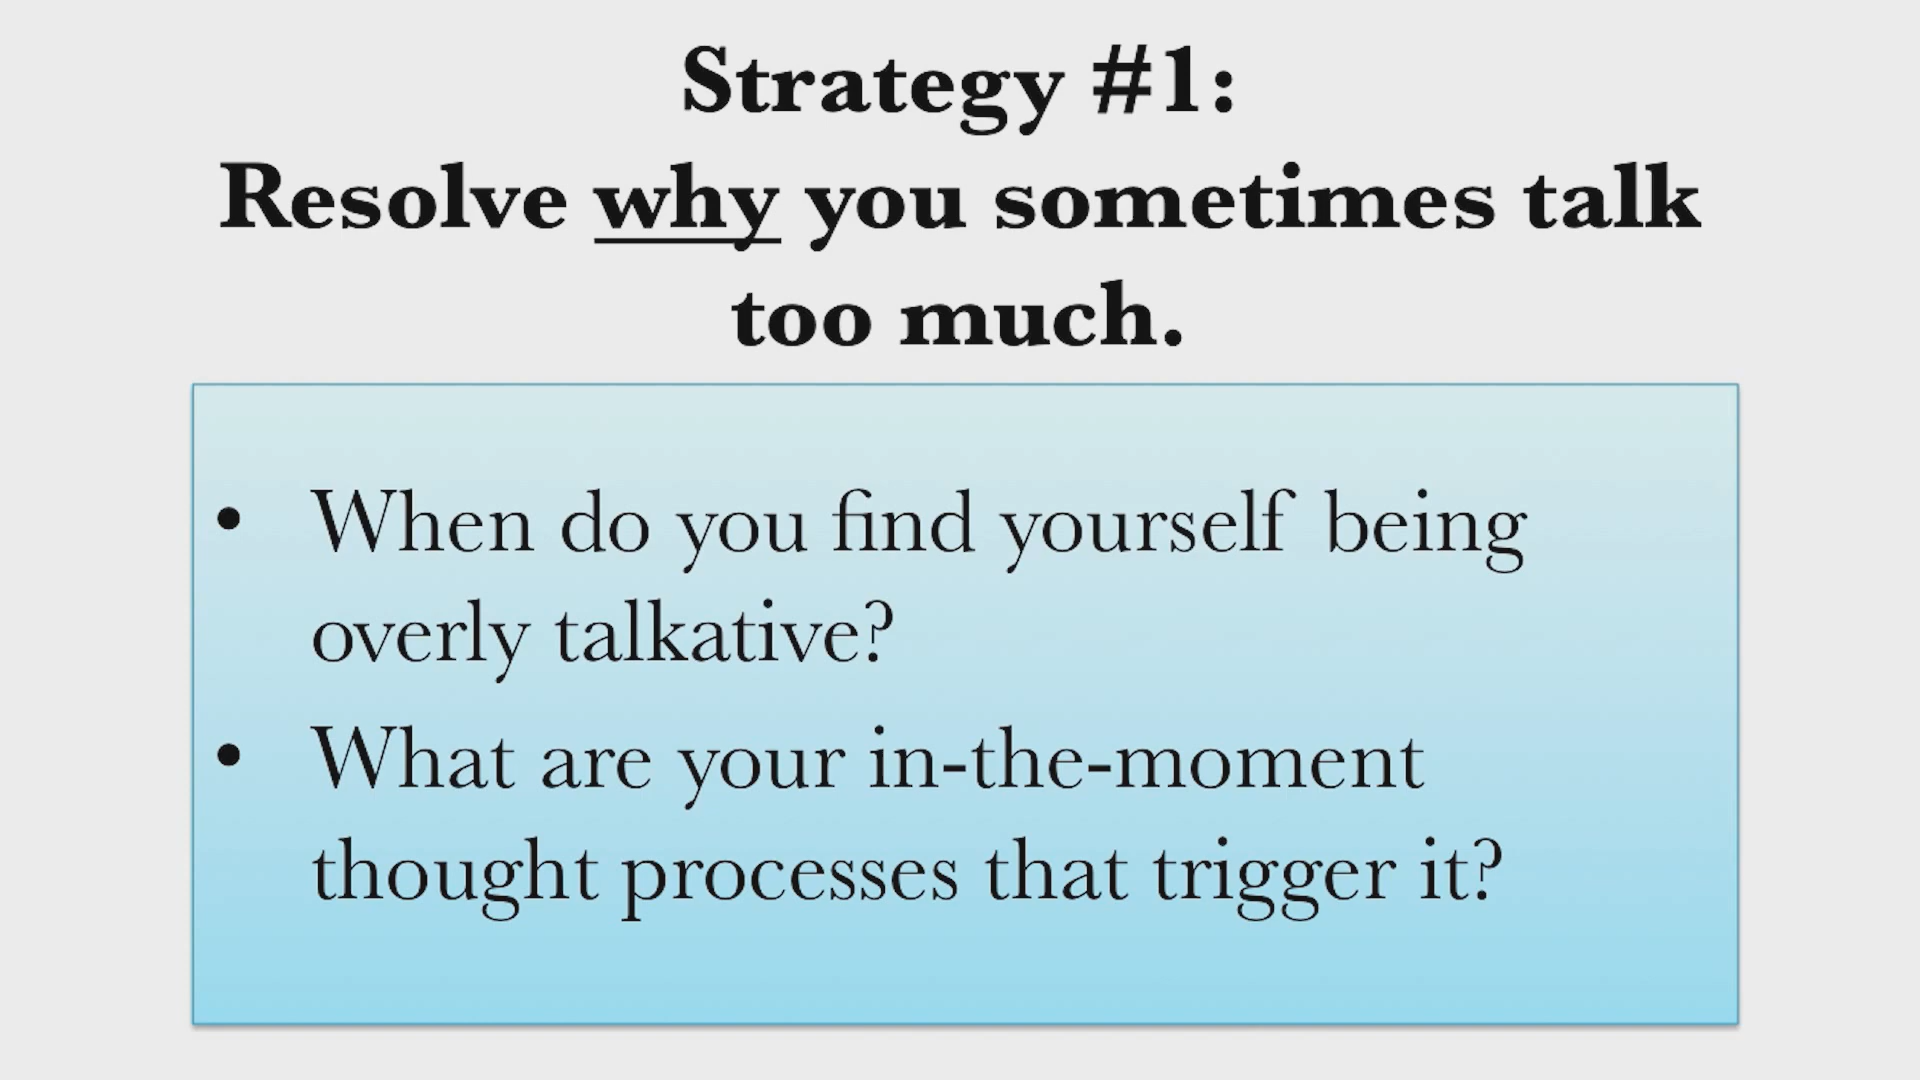 Strategy #1:
Resolve why you sometimes talk
too much.
• When do you find yourself being
overly talkative?
• What are your in-the-moment
thought processes that trigger it?